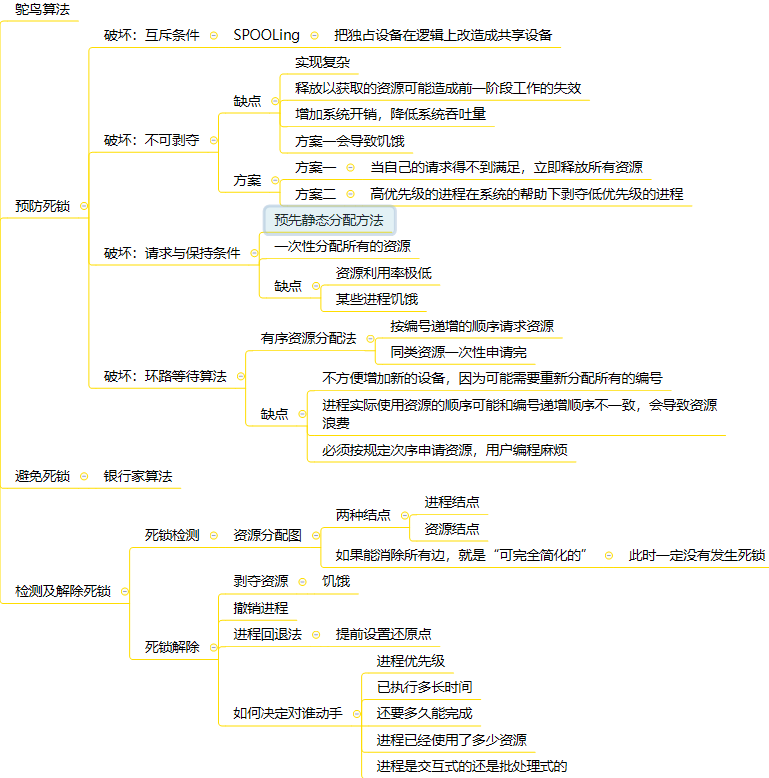 鸵鸟算法
预防死锁
破坏：互斥条件
SPOOLing
把独占设备在逻辑上改造成共享设备
破坏：不可剥夺
缺点
实现复杂
释放以获取的资源可能造成前一阶段工作的失效
增加系统开销，降低系统吞吐量
方案一会导致饥饿
方案
方案一
当自己的请求得不到满足，立即释放所有资源
方案二
高优先级的进程在系统的帮助下剥夺低优先级的进程
破坏：请求与保持条件
预先静态分配方法
一次性分配所有的资源
缺点
资源利用率极低
某些进程饥饿
破坏：环路等待算法
有序资源分配法
按编号递增的顺序请求资源
同类资源一次性申请完
缺点
不方便增加新的设备，因为可能需要重新分配所有的编号
进程实际使用资源的顺序可能和编号递增顺序不一致，会导致资源
浪费
必须按规定次序申请资源，用户编程麻烦
避免死锁
银行家算法
检测及解除死锁
死锁检测
资源分配图
两种结点
进程结点
资源结点
如果能消除所有边，就是“可完全简化的”
此时一定没有发生死锁
死锁解除
剥夺资源
饥饿
撤销进程
进程回退法
提前设置还原点
如何决定对谁动手
进程优先级
已执行多长时间
还要多久能完成
进程已经使用了多少资源
进程是交互式的还是批处理式的